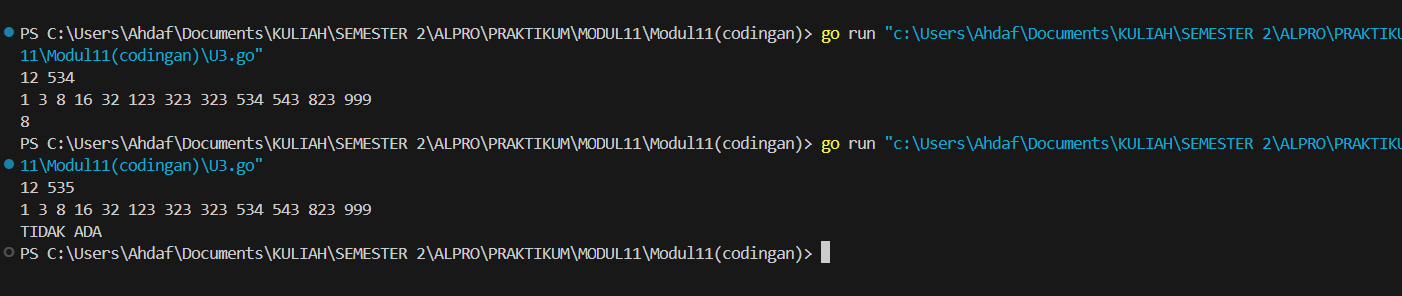 PS C:\Users\Ahdaf\Documents\KULIAH\SEMESTER 2\ALPRO\PRAKTIKUM\MODUL11\Modul11(codingan)> go run "c:\Users\Ahdaf\Documents\KULIAH\SEMESTER 2\ALPRO\PRAKTIKU
11\Modul11(codingan)\U3.go"
12 534
1 3 8 16 32 123 323 323 534 543 823 999
8
PS C:\Users\Ahdaf\Documents\KULIAH\SEMESTER 2\ALPRO\PRAKTIKUM\MODUL11\Modul11(codingan)> go run "c:\Users\Ahdaf\Documents\KULIAH\SEMESTER 2\ALPRO\PRAKTIKU
11\Modul11(codingan)\U3.go"
12 535
1 3 8 16 32 123 323 323 534 543 823 999
TIDAK ADA
PS C:\Users\Ahdaf\Documents\KULIAH\SEMESTER 2\ALPRO\PRAKTIKUM\MODUL11\Modul11(codingan)>